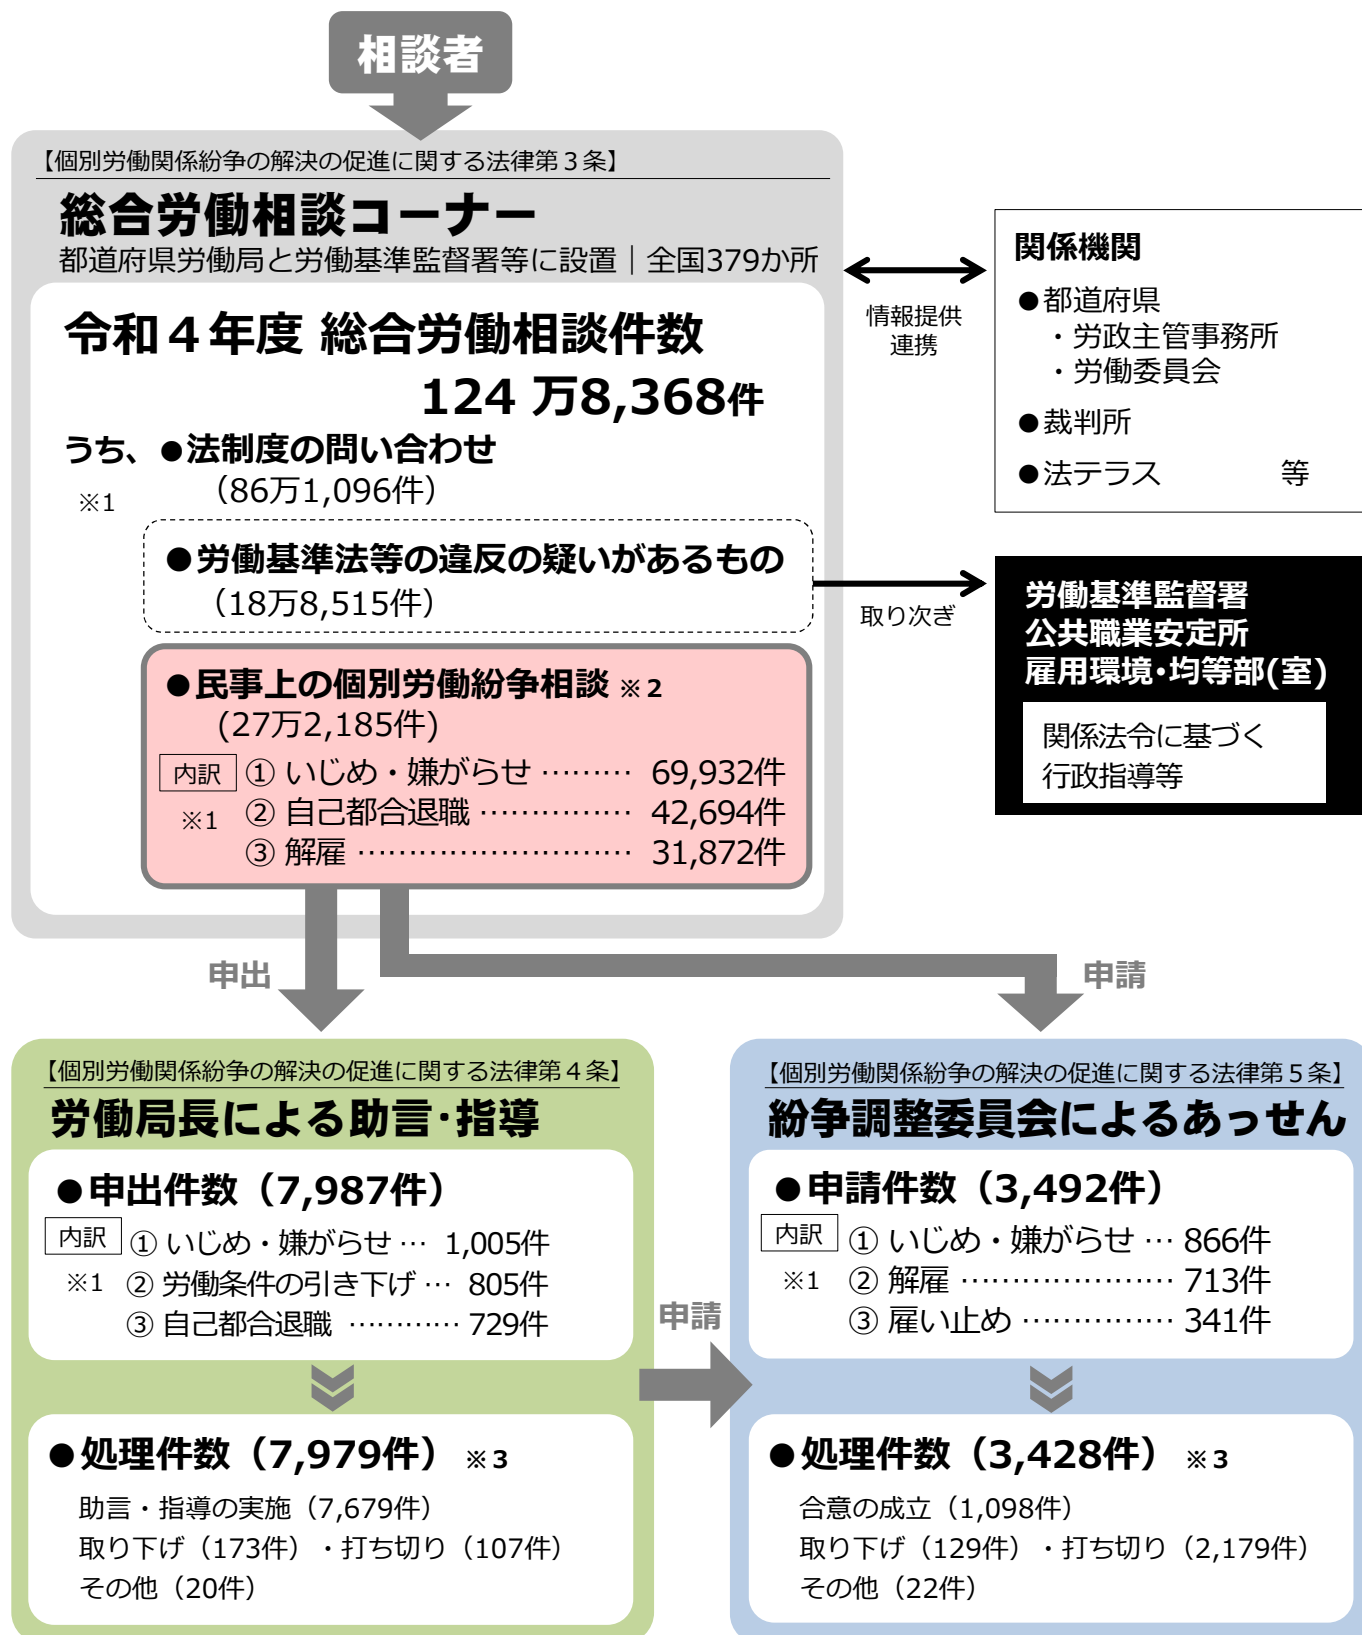 相談者
【個別労働関係紛争の解決の促進に関する法律第３条】
総合労働相談コーナー
都道府県労働局と労働基準監督署等に設置｜全国379か所
令和４年度 総合労働相談件数
124 万8,368件
うち、●法制度の問い合わせ
※1
（86万1,096件）
●労働基準法等の違反の疑いがあるもの
（18万8,515件）
●民事上の個別労働紛争相談 ※２
(27万2,185件)
内訳 ① いじめ・嫌がらせ ……… 69,932件
※1 ② 自己都合退職 …………… 42,694件
③ 解雇 ……………………… 31,872件
情報提供
連携
関係機関
●都道府県
・労政主管事務所
・労働委員会
●裁判所
●法テラス 等
取り次ぎ
労働基準監督署
公共職業安定所
雇用環境･均等部(室)
関係法令に基づく
行政指導等
申出
申請
【個別労働関係紛争の解決の促進に関する法律第４条】
労働局長による助言･指導
●申出件数（7,987件）
内訳 ① いじめ・嫌がらせ … 1,005件
※1 ② 労働条件の引き下げ … 805件
③ 自己都合退職 ………… 729件
●処理件数（7,979件）※３
助言・指導の実施（7,679件）
取り下げ（173件）・打ち切り（107件）
その他（20件）
申請
【個別労働関係紛争の解決の促進に関する法律第５条】
紛争調整委員会によるあっせん
●申請件数（3,492件）
内訳 ① いじめ・嫌がらせ … 866件
※1 ② 解雇 ………………… 713件
③ 雇い止め …………… 341件
●処理件数（3,428件）※３
合意の成立（1,098件）
取り下げ（129件）・打ち切り（2,179件）
その他（22件）